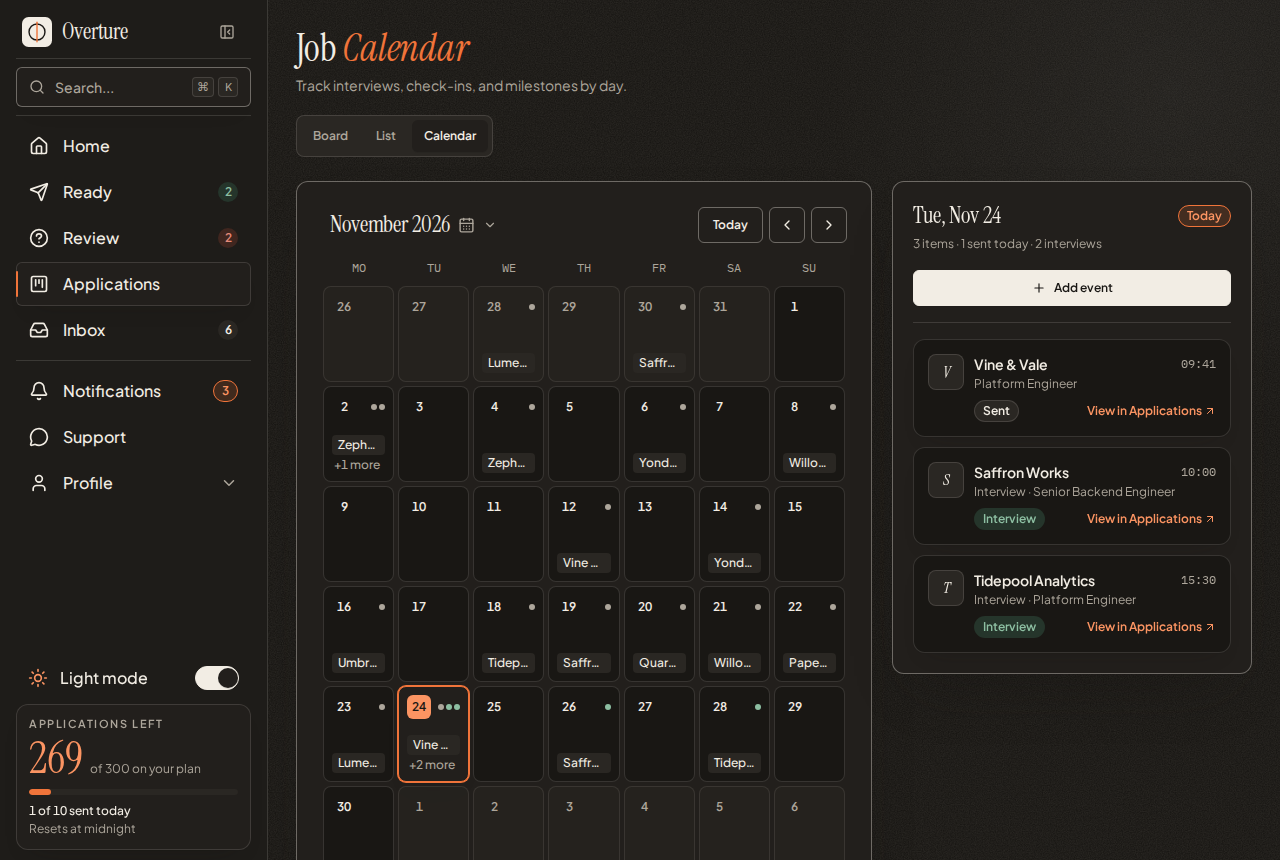 Overture
Search...
⌘ K
Home
Ready 2
Review 2
Applications
Inbox 6
Notifications 3
Support
Profile
Light mode
APPLICATIONS LEFT
269 of 300 on your plan
1 of 10 sent today
Resets at midnight
Job Calendar
Track interviews, check-ins, and milestones by day.
Board List Calendar
November 2026
Today
MO TU WE TH FR SA SU
26 27 28 29 30 31 1
Lume... Saffr...
2 3 4 5 6 7 8
Zeph... Zeph... Yond... Willo...
+1 more
9 10 11 12 13 14 15
Vine ... Yond...
16 17 18 19 20 21 22
Umbr... Tidep... Saffr... Quar... Willo... Pape...
23 24 25 26 27 28 29
Lume... Vine ... Saffr... Tidep...
+2 more
30 1 2 3 4 5 6
Tue, Nov 24
Today
3 items · 1 sent today · 2 interviews
Add event
V
Vine & Vale 09:41
Platform Engineer
Sent View in Applications
S
Saffron Works 10:00
Interview · Senior Backend Engineer
Interview View in Applications
T
Tidepool Analytics 15:30
Interview · Platform Engineer
Interview View in Applications